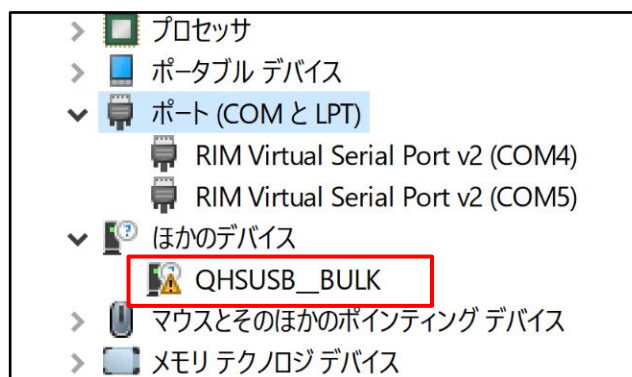 プロセッサ
ポータブル デバイス
ポート (COM と LPT)
RIM Virtual Serial Port v2 (COM4)
RIM Virtual Serial Port v2 (COM5)
ほかのデバイス
QHSUSB__BULK
マウスとそのほかのポインティング デバイス
メモリ テクノロジ デバイス